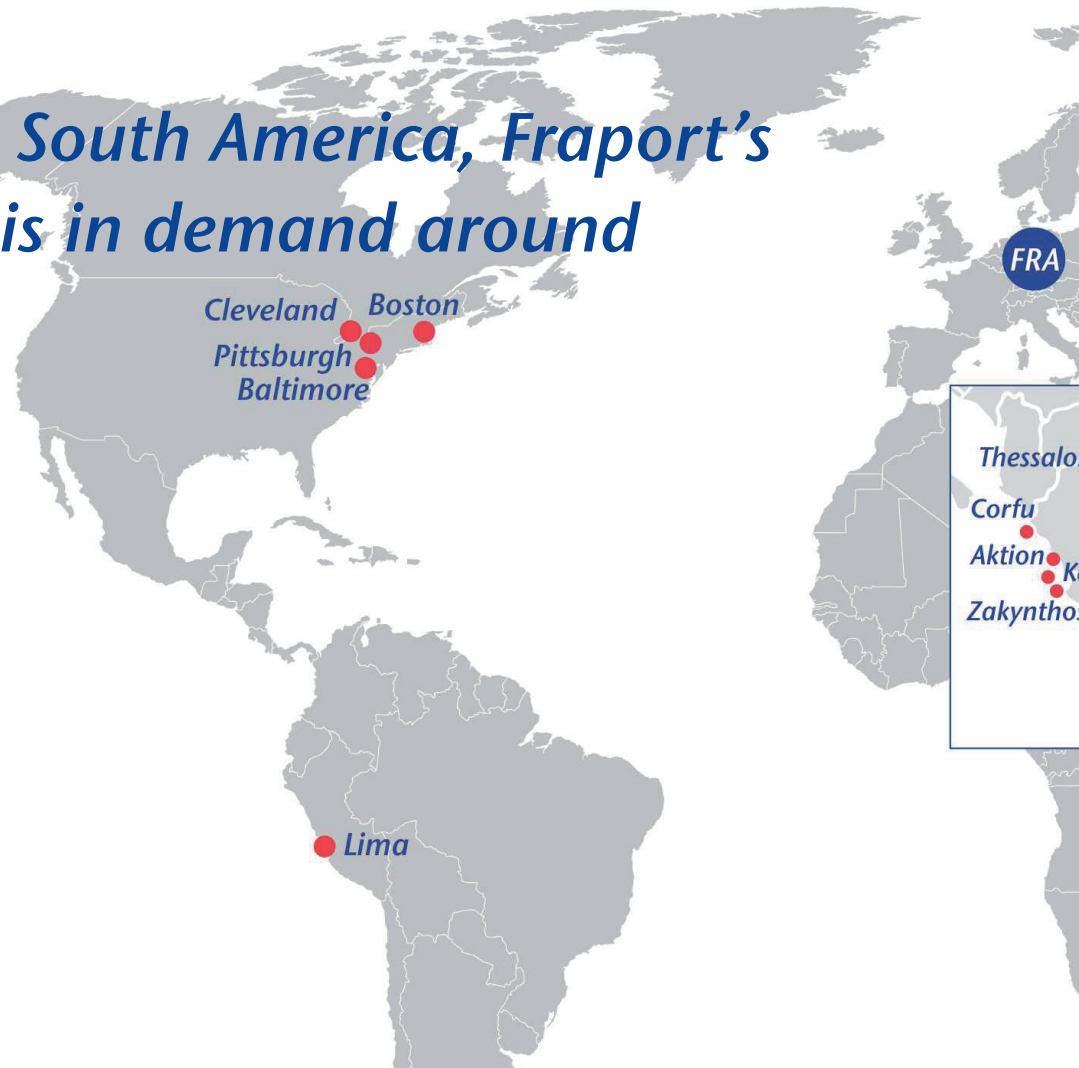 South America, Fraport’s
is in demand around
FRA
Cleveland
Boston
Pittsburgh
Baltimore
Corfu
Aktion
Lima